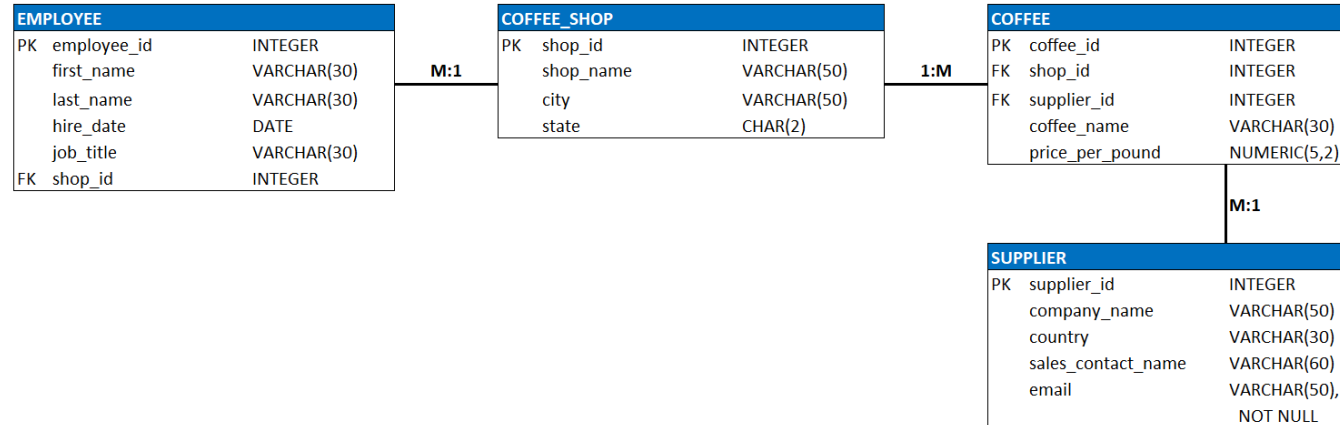 EMPLOYEE
PK employee_id INTEGER
first_name VARCHAR(30)
last_name VARCHAR(30)
hire_date DATE
job_title VARCHAR(30)
FK shop_id INTEGER
M:1
COFFEE_SHOP
PK shop_id INTEGER
shop_name VARCHAR(50)
city VARCHAR(50)
state CHAR(2)
1:M
COFFEE
PK coffee_id INTEGER
FK shop_id INTEGER
FK supplier_id INTEGER
coffee_name VARCHAR(30)
price_per_pound NUMERIC(5,2)
M:1
SUPPLIER
PK supplier_id INTEGER
company_name VARCHAR(50)
country VARCHAR(30)
sales_contact_name VARCHAR(60)
email VARCHAR(50),
NOT NULL